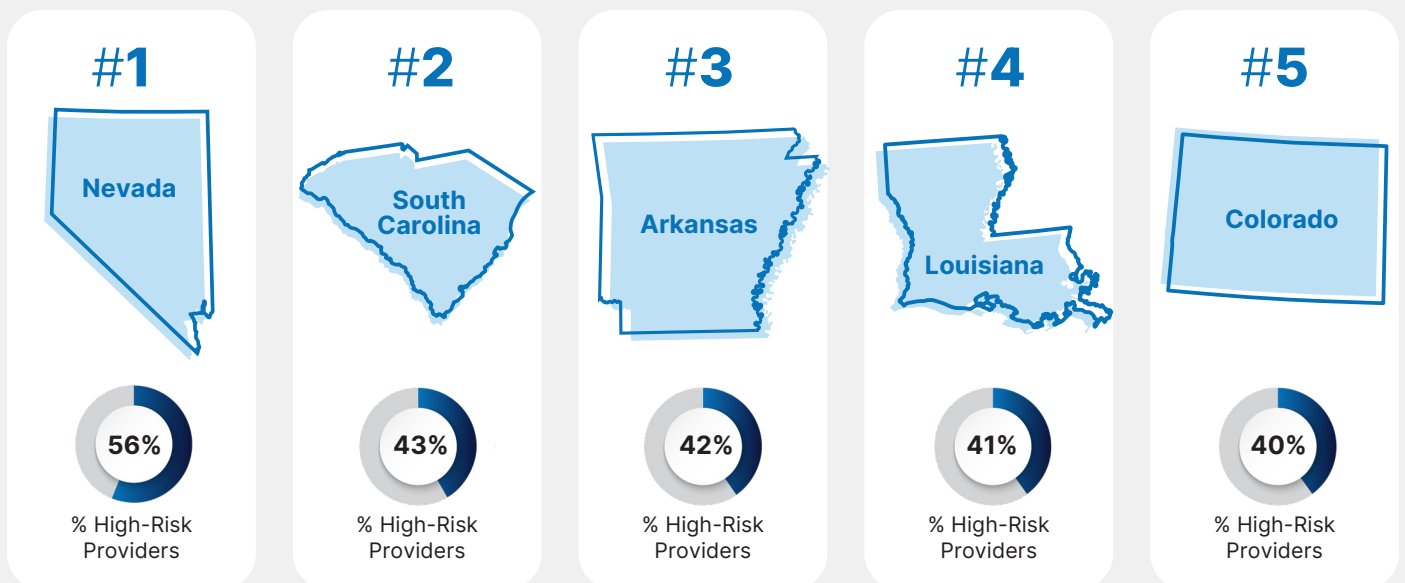 #1
Nevada
56%
% High-Risk
Providers
#2
South
Carolina
43%
% High-Risk
Providers
#3
Arkansas
42%
% High-Risk
Providers
#4
Louisiana
41%
% High-Risk
Providers
#5
Colorado
40%
% High-Risk
Providers